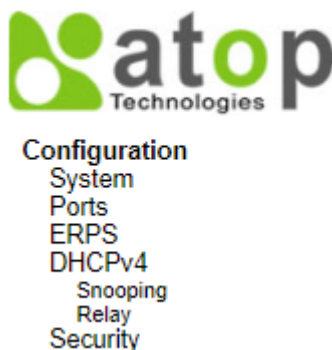 atop
Technologies
Configuration
System
Ports
ERPS
DHCPv4
Snooping
Relay
Security